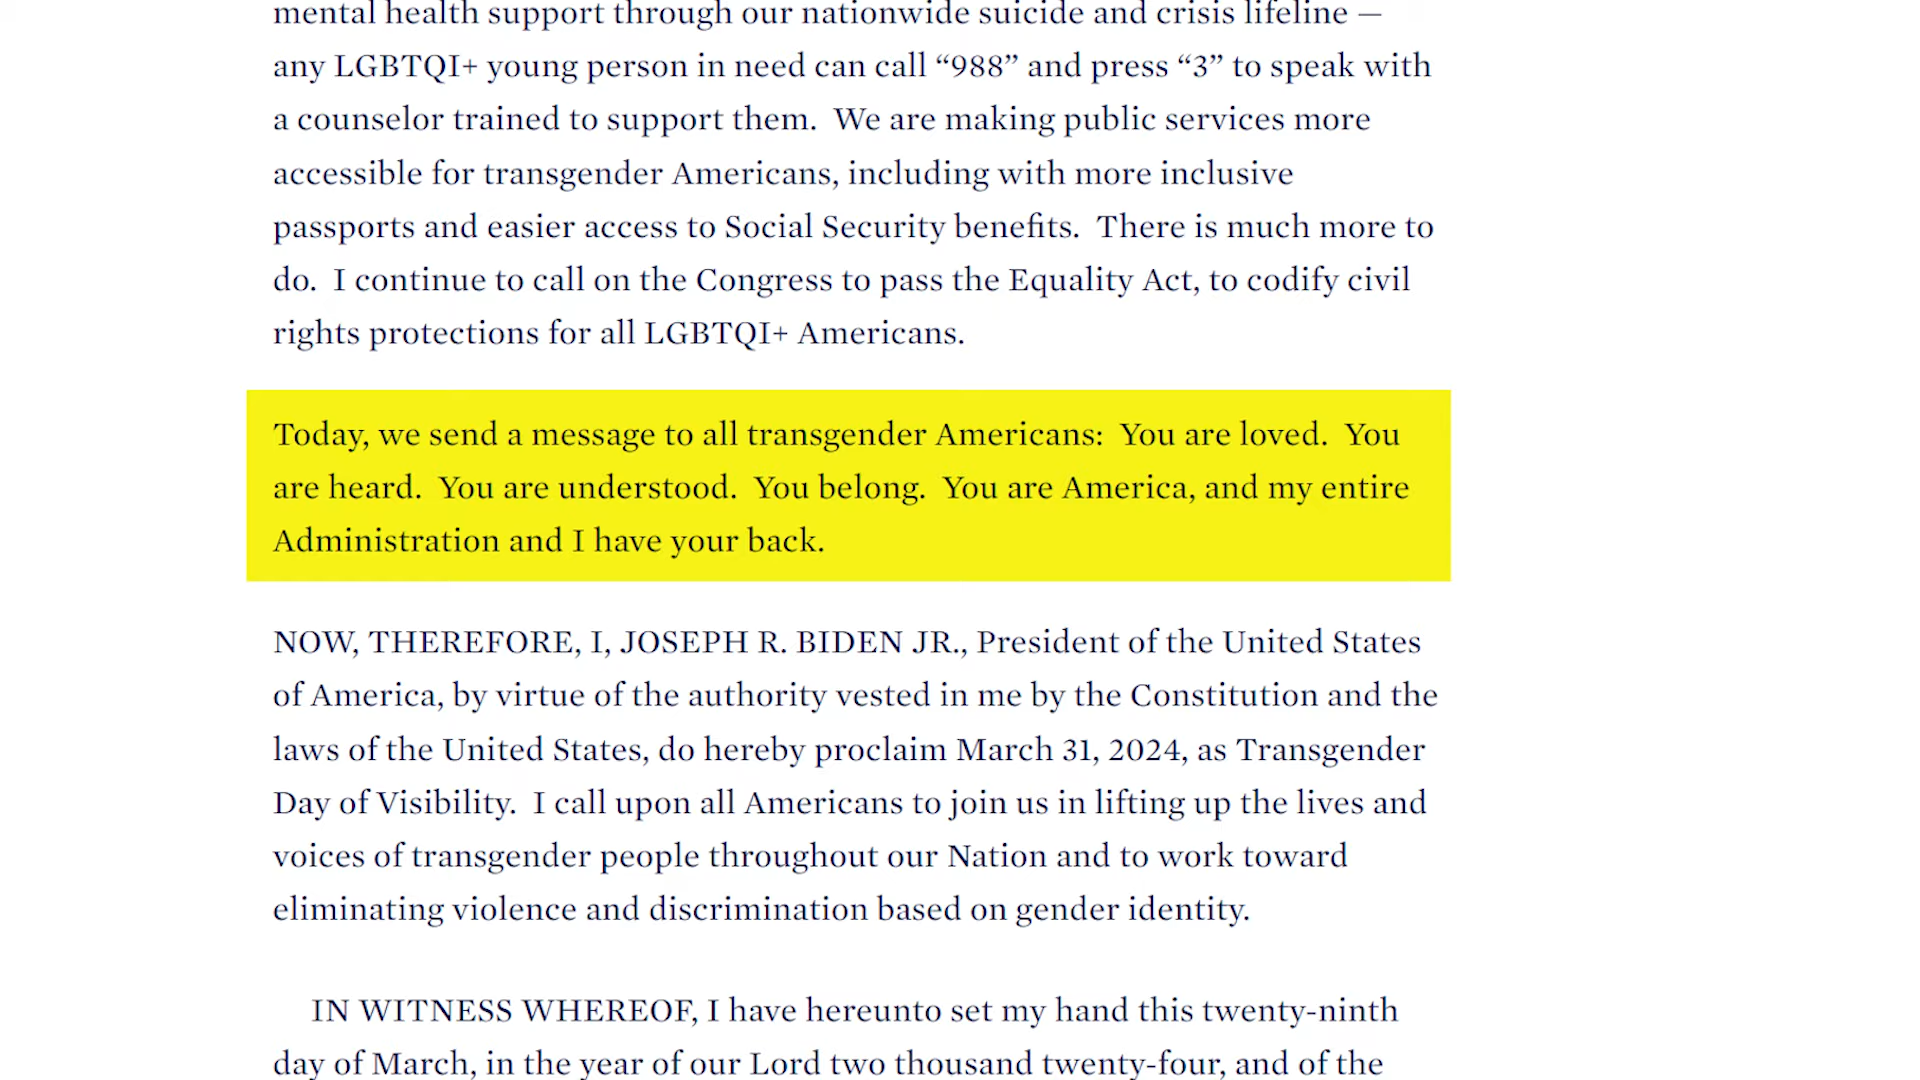 mental health support through our nationwide suicide and crisis lifeline —
any LGBTQI+ young person in need can call “988” and press “3” to speak with
a counselor trained to support them.  We are making public services more
accessible for transgender Americans, including with more inclusive
passports and easier access to Social Security benefits.  There is much more to
do.  I continue to call on the Congress to pass the Equality Act, to codify civil
rights protections for all LGBTQI+ Americans.
Today, we send a message to all transgender Americans:  You are loved.  You
are heard.  You are understood.  You belong.  You are America, and my entire
Administration and I have your back.
NOW, THEREFORE, I, JOSEPH R. BIDEN JR., President of the United States
of America, by virtue of the authority vested in me by the Constitution and the
laws of the United States, do hereby proclaim March 31, 2024, as Transgender
Day of Visibility.  I call upon all Americans to join us in lifting up the lives and
voices of transgender people throughout our Nation and to work toward
eliminating violence and discrimination based on gender identity.
IN WITNESS WHEREOF, I have hereunto set my hand this twenty-ninth
day of March, in the year of our Lord two thousand twenty-four, and of the